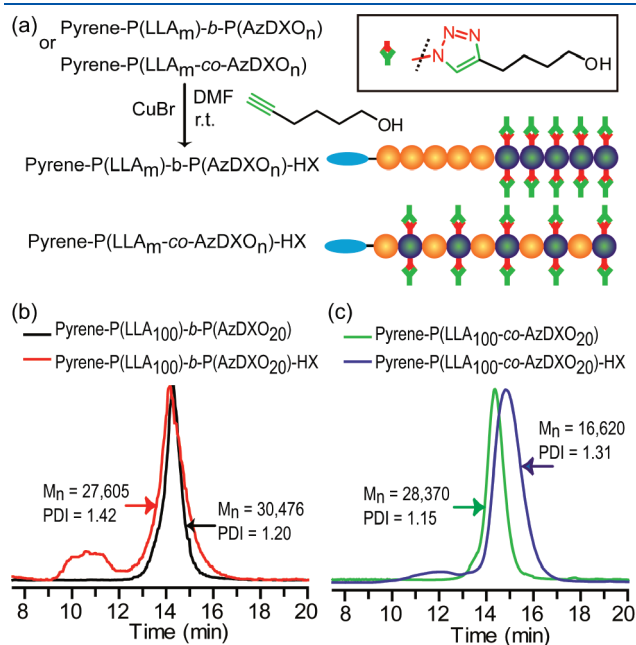 (a) Pyrene-P(LLAm)-b-P(AzDXOn)
or
Pyrene-P(LLAm-co-AzDXOn)
CuBr
DMF
r.t.
OH
N
N
N
OH
Pyrene-P(LLAm)-b-P(AzDXOn)-HX
Pyrene-P(LLAm-co-AzDXOn)-HX
(b)
Pyrene-P(LLA100)-b-P(AzDXO20)
Pyrene-P(LLA100)-b-P(AzDXO20)-HX
Mn = 27,605
PDI = 1.42
Mn = 30,476
PDI = 1.20
8 10 12 14 16 18 20
Time (min)
(c)
Pyrene-P(LLA100-co-AzDXO20)
Pyrene-P(LLA100-co-AzDXO20)-HX
Mn = 16,620
PDI = 1.31
Mn = 28,370
PDI = 1.15
8 10 12 14 16 18 20
Time (min)